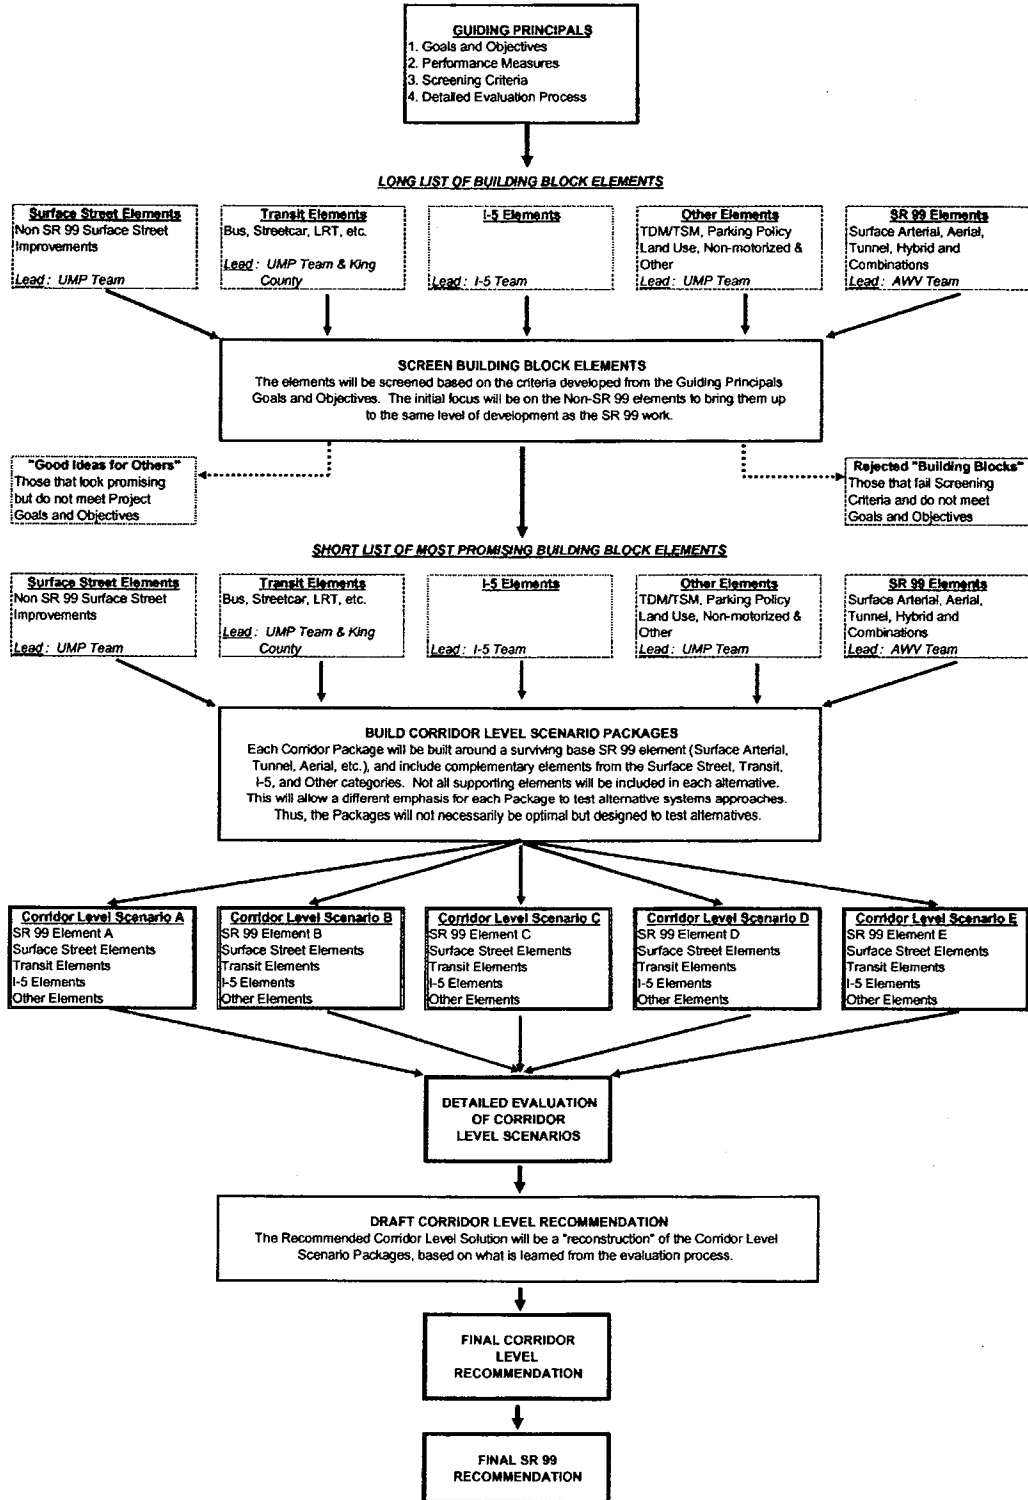 GUIDING PRINCIPALS
1. Goals and Objectives
2. Performance Measures
3. Screening Criteria
4. Detailed Evaluation Process
LONG LIST OF BUILDING BLOCK ELEMENTS
Surface Street Elements
Non SR 99 Surface Street
Improvements
Lead: UMP Team
Transit Elements
Bus, Streetcar, LRT, etc.
Lead: UMP Team & King
County
I-5 Elements
Lead: I-5 Team
Other Elements
TDM/TSM, Parking Policy
Land Use, Non-motorized &
Other
Lead: UMP Team
SR 99 Elements
Surface Arterial, Aerial,
Tunnel, Hybrid and
Combinations
Lead: AWV Team
SCREEN BUILDING BLOCK ELEMENTS
The elements will be screened based on the criteria developed from the Guiding Principals
Goals and Objectives. The initial focus will be on the Non-SR 99 elements to bring them up
to the same level of development as the SR 99 work.
"Good Ideas for Others"
Those that look promising
but do not meet Project
Goals and Objectives
Rejected "Building Blocks"
Those that fail Screening
Criteria and do not meet
Goals and Objectives
SHORT LIST OF MOST PROMISING BUILDING BLOCK ELEMENTS
Surface Street Elements
Non SR 99 Surface Street
Improvements
Lead: UMP Team
Transit Elements
Bus, Streetcar, LRT, etc.
Lead: UMP Team & King
County
I-5 Elements
Lead: I-5 Team
Other Elements
TDM/TSM, Parking Policy
Land Use, Non-motorized &
Other
Lead: UMP Team
SR 99 Elements
Surface Arterial, Aerial,
Tunnel, Hybrid and
Combinations
Lead: AWV Team
BUILD CORRIDOR LEVEL SCENARIO PACKAGES
Each Corridor Package will be built around a surviving base SR 99 element (Surface Arterial,
Tunnel, Aerial, etc.), and include complementary elements from the Surface Street, Transit,
I-5, and Other categories. Not all supporting elements will be included in each alternative.
This will allow a different emphasis for each Package to test alternative systems approaches.
Thus, the Packages will not necessarily be optimal but designed to test alternatives.
Corridor Level Scenario A
SR 99 Element A
Surface Street Elements
Transit Elements
I-5 Elements
Other Elements
Corridor Level Scenario B
SR 99 Element B
Surface Street Elements
Transit Elements
I-5 Elements
Other Elements
Corridor Level Scenario C
SR 99 Element C
Surface Street Elements
Transit Elements
I-5 Elements
Other Elements
Corridor Level Scenario D
SR 99 Element D
Surface Street Elements
Transit Elements
I-5 Elements
Other Elements
Corridor Level Scenario E
SR 99 Element E
Surface Street Elements
Transit Elements
I-5 Elements
Other Elements
DETAILED EVALUATION
OF CORRIDOR
LEVEL SCENARIOS
DRAFT CORRIDOR LEVEL RECOMMENDATION
The Recommended Corridor Level Solution will be a "reconstruction" of the Corridor Level
Scenario Packages, based on what is learned from the evaluation process.
FINAL CORRIDOR
LEVEL
RECOMMENDATION
FINAL SR 99
RECOMMENDATION